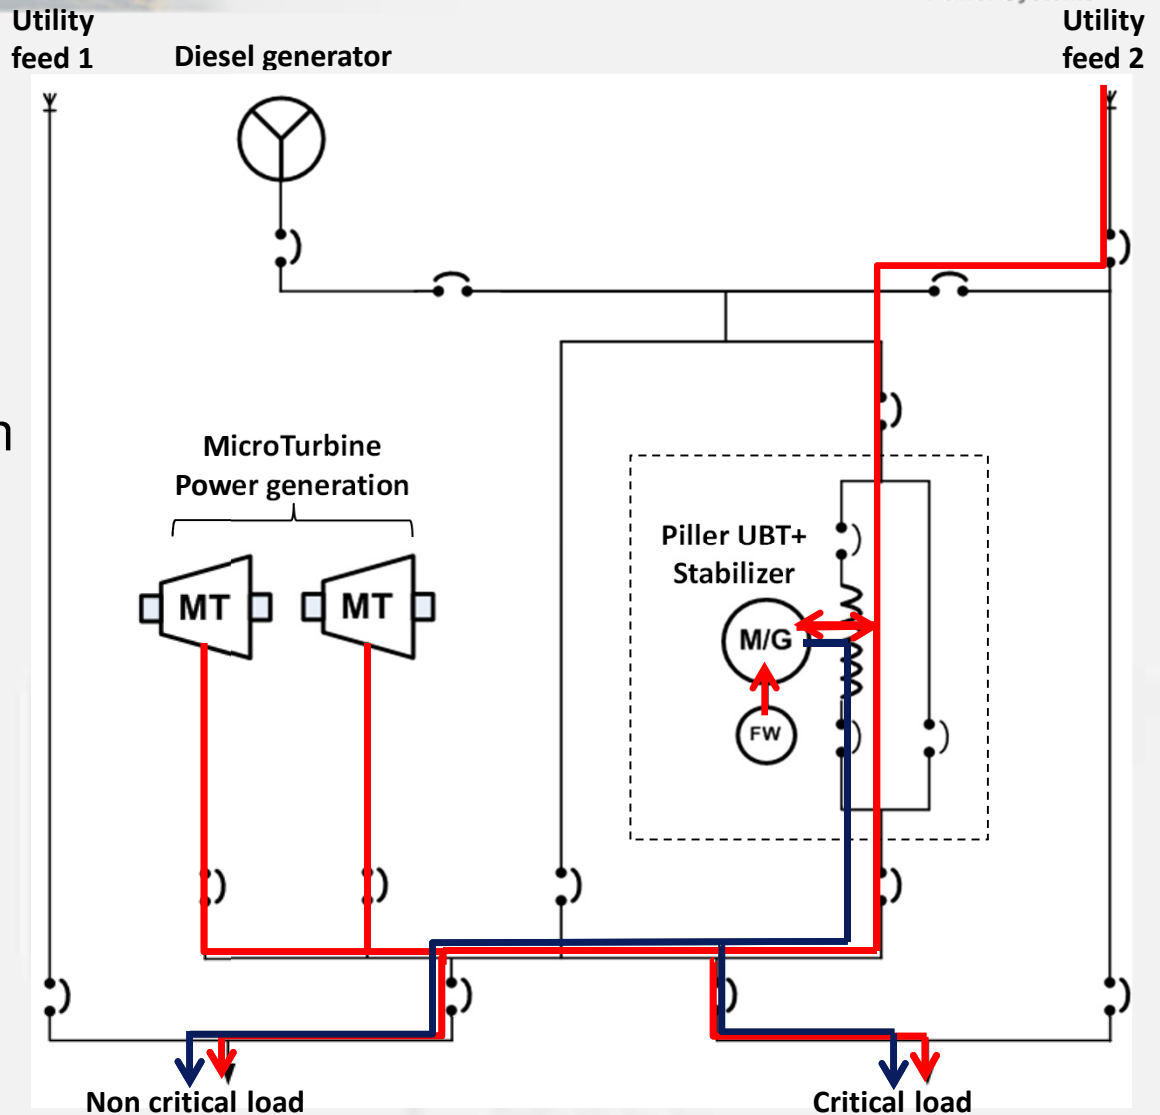 Utility
feed 1
Diesel generator
Utility
feed 2
MicroTurbine
Power generation
Piller UBT+
Stabilizer
MT
MT
M/G
FW
Non critical load
Critical load